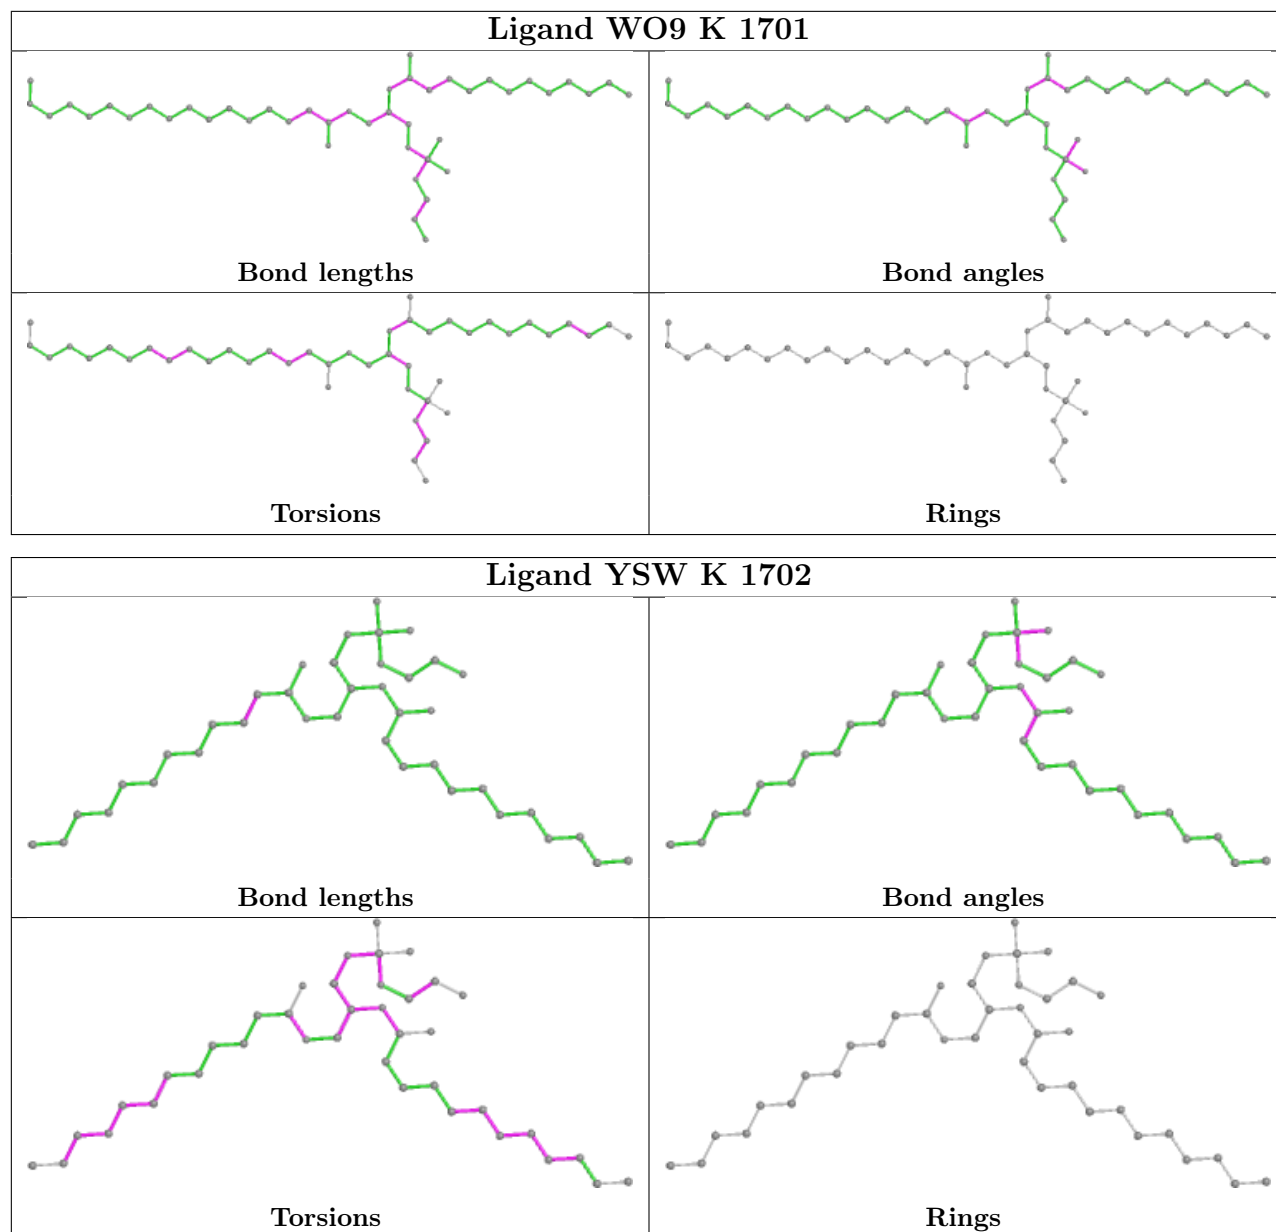 Ligand WO9 K 1701
Bond lengths
Bond angles
Torsions
Rings
Ligand YSW K 1702
Bond lengths
Bond angles
Torsions
Rings